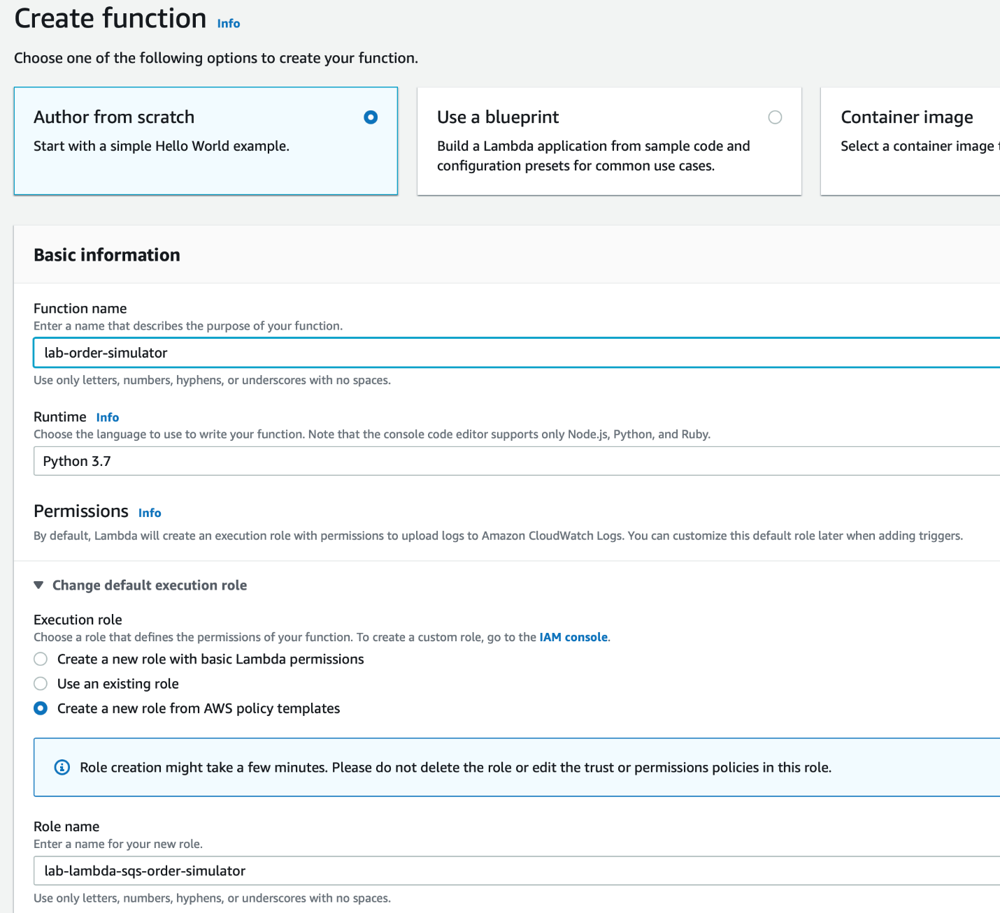 Create function Info
Choose one of the following options to create your function.
Author from scratch
Start with a simple Hello World example.
Use a blueprint
Build a Lambda application from sample code and
configuration presets for common use cases.
Container image
Select a container image
Basic information
Function name
Enter a name that describes the purpose of your function.
lab-order-simulator
Use only letters, numbers, hyphens, or underscores with no spaces.
Runtime Info
Choose the language to use to write your function. Note that the console code editor supports only Node.js, Python, and Ruby.
Python 3.7
Permissions Info
By default, Lambda will create an execution role with permissions to upload logs to Amazon CloudWatch Logs. You can customize this default role later when adding triggers.
Change default execution role
Execution role
Choose a role that defines the permissions of your function. To create a custom role, go to the IAM console.
Create a new role with basic Lambda permissions
Use an existing role
Create a new role from AWS policy templates
Role creation might take a few minutes. Please do not delete the role or edit the trust or permissions policies in this role.
Role name
Enter a name for your new role.
lab-lambda-sqs-order-simulator
Use only letters, numbers, hyphens, or underscores with no spaces.